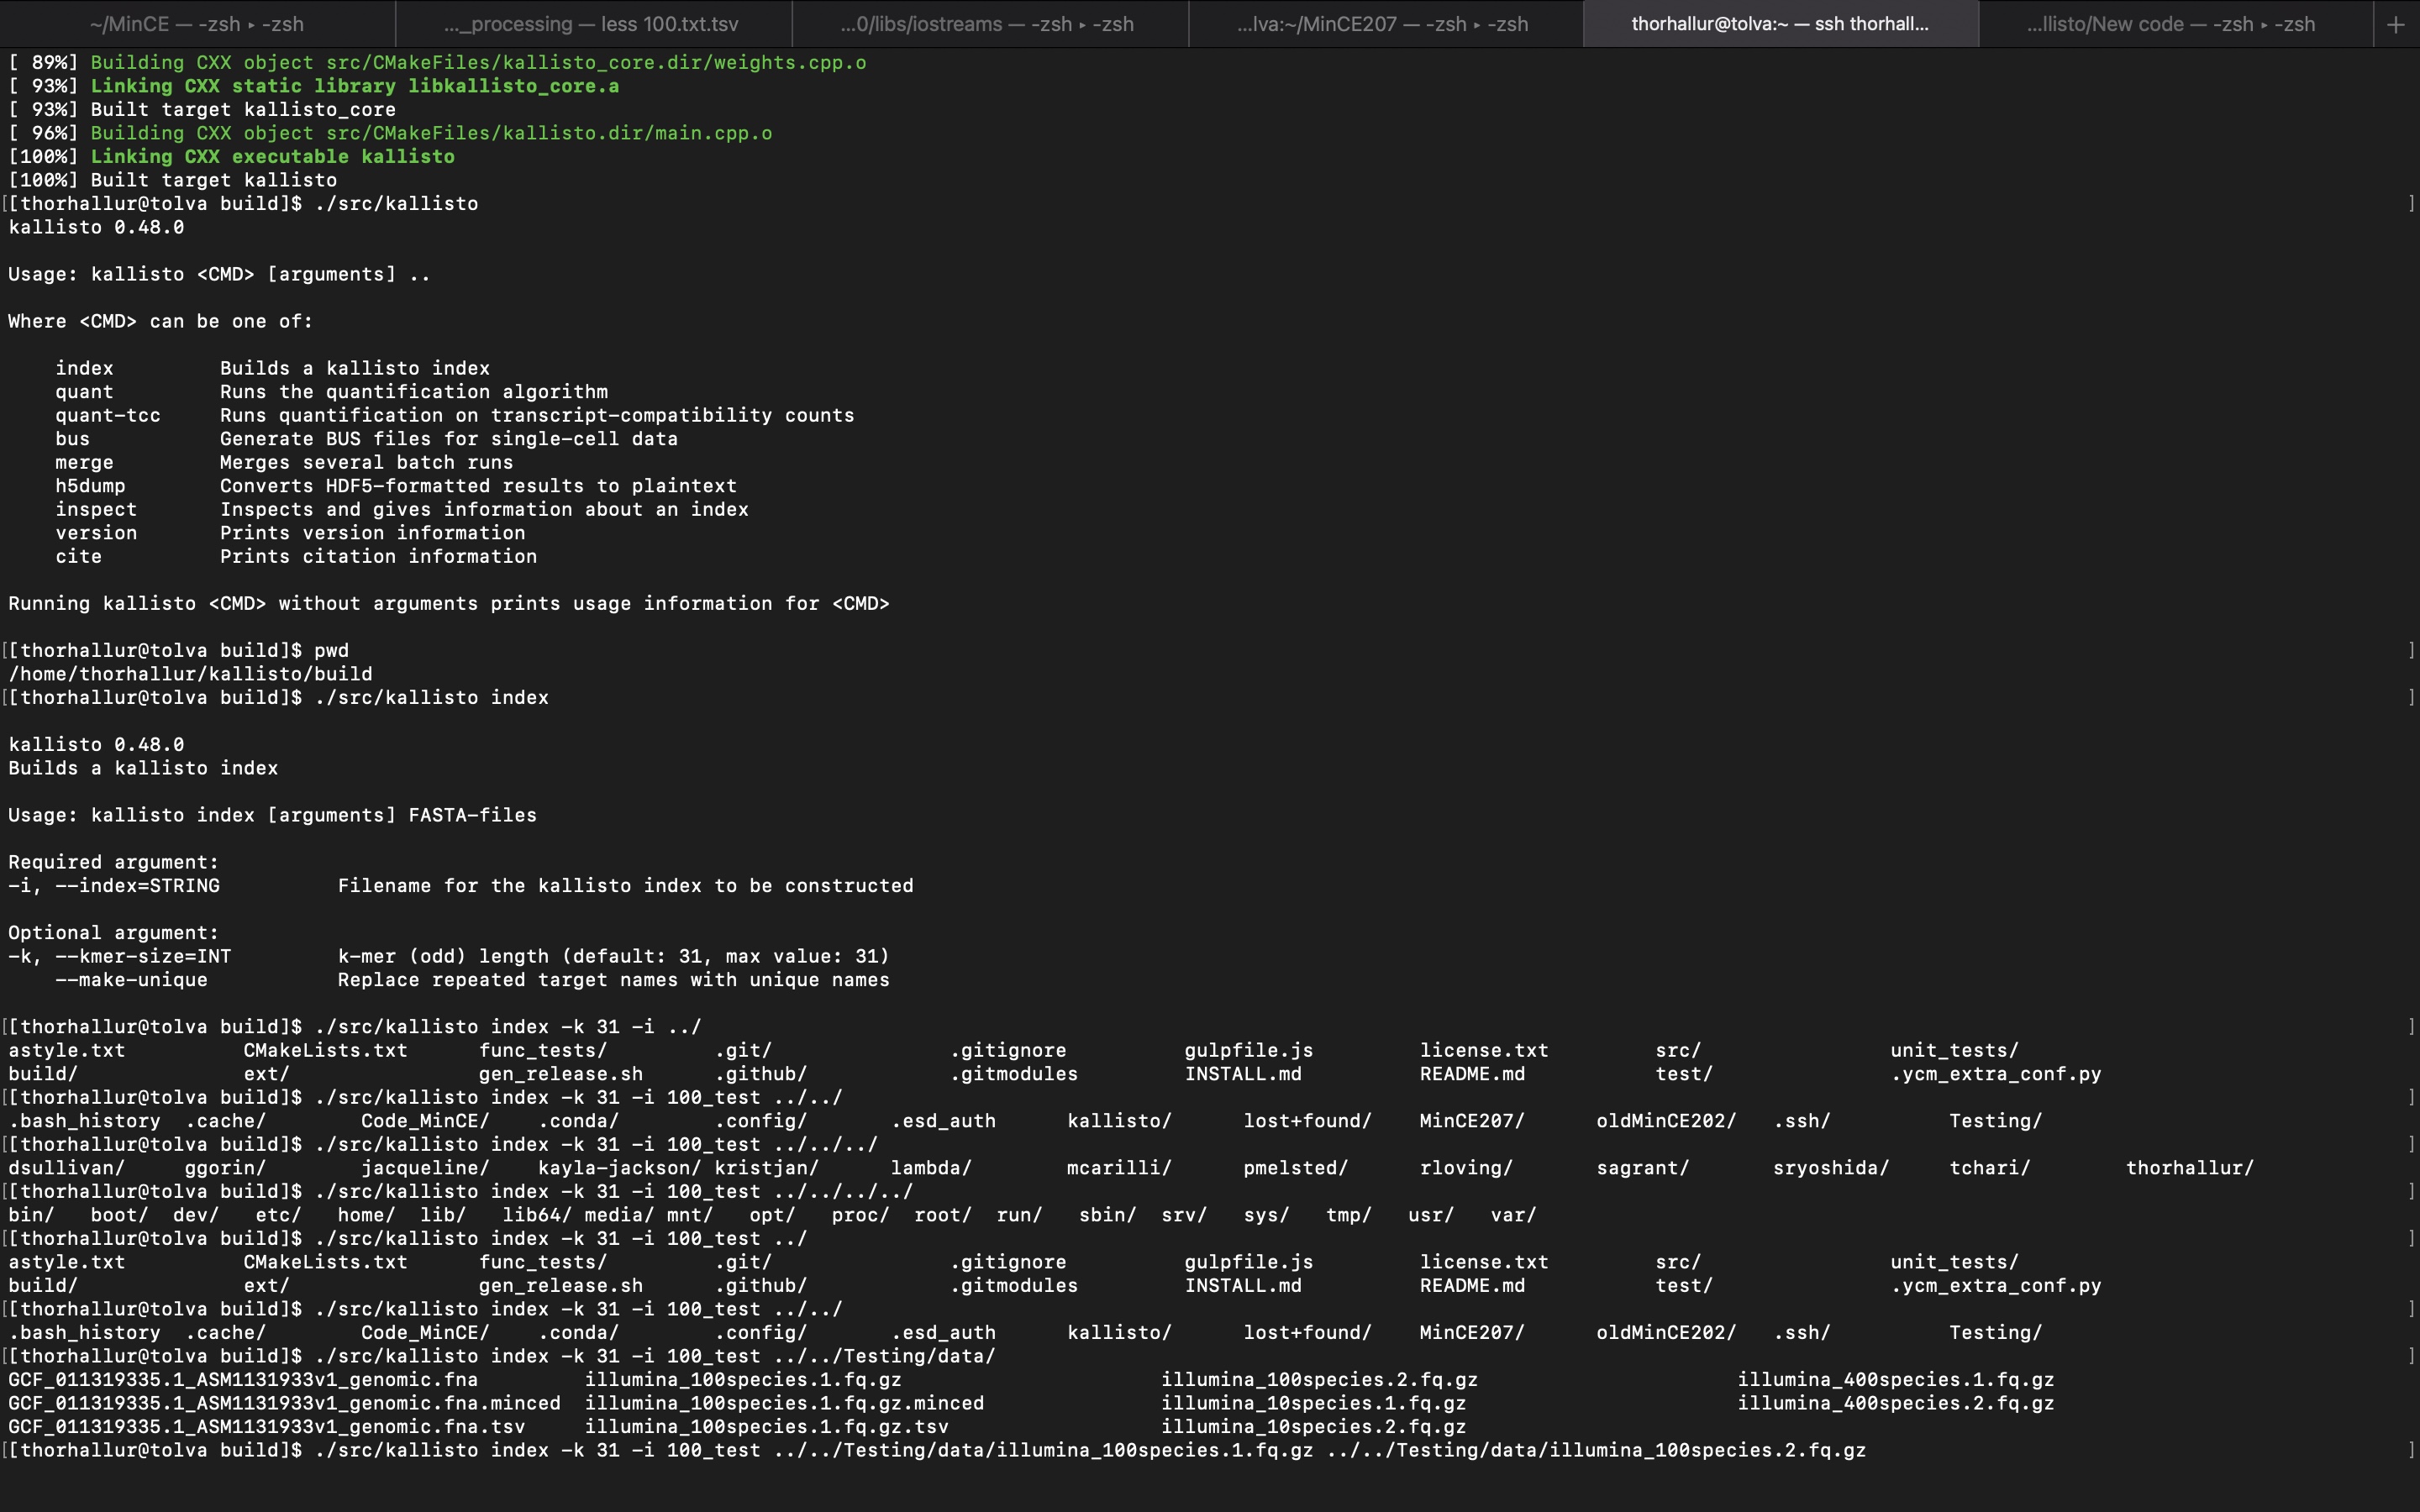 ~/MinCE — -zsh ▸ -zsh
..._processing — less 100.txt.tsv
...0/libs/iostreams — -zsh ▸ -zsh
...lva:~/MinCE207 — -zsh ▸ -zsh
thorhallur@tolva:~ — ssh thorhall...
...llisto/New code — -zsh ▸ -zsh
+
[ 89%] Building CXX object src/CMakeFiles/kallisto_core.dir/weights.cpp.o
[ 93%] Linking CXX static library libkallisto_core.a
[ 93%] Built target kallisto_core
[ 96%] Building CXX object src/CMakeFiles/kallisto.dir/main.cpp.o
[100%] Linking CXX executable kallisto
[100%] Built target kallisto
[[thorhallur@tolva build]$ ./src/kallisto ]
kallisto 0.48.0
Usage: kallisto <CMD> [arguments] ..
Where <CMD> can be one of:
index Builds a kallisto index
quant Runs the quantification algorithm
quant-tcc Runs quantification on transcript-compatibility counts
bus Generate BUS files for single-cell data
merge Merges several batch runs
h5dump Converts HDF5-formatted results to plaintext
inspect Inspects and gives information about an index
version Prints version information
cite Prints citation information
Running kallisto <CMD> without arguments prints usage information for <CMD>
[[thorhallur@tolva build]$ pwd ]
/home/thorhallur/kallisto/build
[[thorhallur@tolva build]$ ./src/kallisto index ]
kallisto 0.48.0
Builds a kallisto index
Usage: kallisto index [arguments] FASTA-files
Required argument:
-i, --index=STRING Filename for the kallisto index to be constructed
Optional argument:
-k, --kmer-size=INT k-mer (odd) length (default: 31, max value: 31)
--make-unique Replace repeated target names with unique names
[[thorhallur@tolva build]$ ./src/kallisto index -k 31 -i ../ ]
astyle.txt CMakeLists.txt func_tests/ .git/ .gitignore gulpfile.js license.txt src/ unit_tests/
build/ ext/ gen_release.sh .github/ .gitmodules INSTALL.md README.md test/ .ycm_extra_conf.py
[[thorhallur@tolva build]$ ./src/kallisto index -k 31 -i 100_test ../../ ]
.bash_history .cache/ Code_MinCE/ .conda/ .config/ .esd_auth kallisto/ lost+found/ MinCE207/ oldMinCE202/ .ssh/ Testing/
[[thorhallur@tolva build]$ ./src/kallisto index -k 31 -i 100_test ../../../ ]
dsullivan/ ggorin/ jacqueline/ kayla-jackson/ kristjan/ lambda/ mcarilli/ pmelsted/ rloving/ sagrant/ sryoshida/ tchari/ thorhallur/
[[thorhallur@tolva build]$ ./src/kallisto index -k 31 -i 100_test ../../../../ ]
bin/ boot/ dev/ etc/ home/ lib/ lib64/ media/ mnt/ opt/ proc/ root/ run/ sbin/ srv/ sys/ tmp/ usr/ var/
[[thorhallur@tolva build]$ ./src/kallisto index -k 31 -i 100_test ../ ]
astyle.txt CMakeLists.txt func_tests/ .git/ .gitignore gulpfile.js license.txt src/ unit_tests/
build/ ext/ gen_release.sh .github/ .gitmodules INSTALL.md README.md test/ .ycm_extra_conf.py
[[thorhallur@tolva build]$ ./src/kallisto index -k 31 -i 100_test ../../ ]
.bash_history .cache/ Code_MinCE/ .conda/ .config/ .esd_auth kallisto/ lost+found/ MinCE207/ oldMinCE202/ .ssh/ Testing/
[[thorhallur@tolva build]$ ./src/kallisto index -k 31 -i 100_test ../../Testing/data/ ]
GCF_011319335.1_ASM1131933v1_genomic.fna illumina_100species.1.fq.gz illumina_100species.2.fq.gz illumina_400species.1.fq.gz
GCF_011319335.1_ASM1131933v1_genomic.fna.minced illumina_100species.1.fq.gz.minced illumina_10species.1.fq.gz illumina_400species.2.fq.gz
GCF_011319335.1_ASM1131933v1_genomic.fna.tsv illumina_100species.1.fq.gz.tsv illumina_10species.2.fq.gz
[[thorhallur@tolva build]$ ./src/kallisto index -k 31 -i 100_test ../../Testing/data/illumina_100species.1.fq.gz ../../Testing/data/illumina_100species.2.fq.gz ]